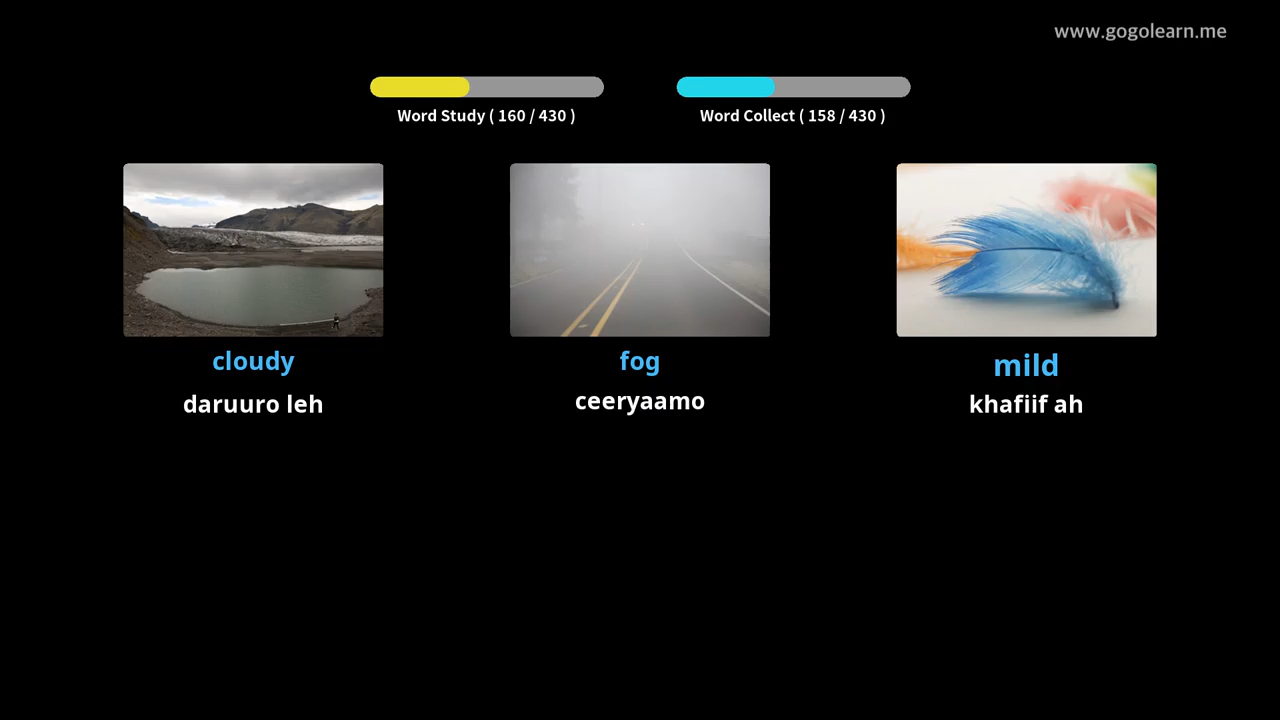 www.gogolearn.me
Word Study ( 160 / 430 )
Word Collect ( 158 / 430 )
cloudy
daruuro leh
fog
ceeryaamo
mild
khafiif ah